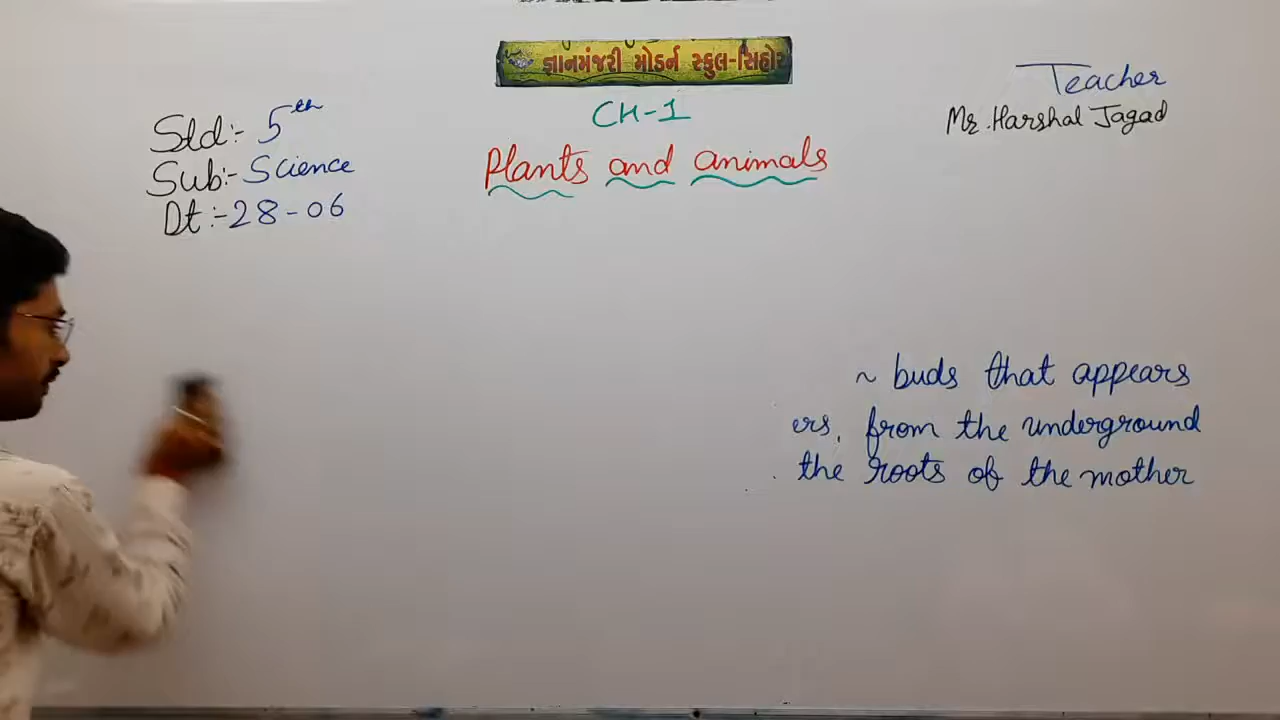 જ્ઞાનમંજરી મોડર્ન સ્કુલ-સિહોર
CH-1
Plants and animals
Std:- 5th
Sub:- Science
Dt:- 28-06
Teacher
Mr. Harshal Jagad
buds that appears
ers, from the underground
the roots of the mother